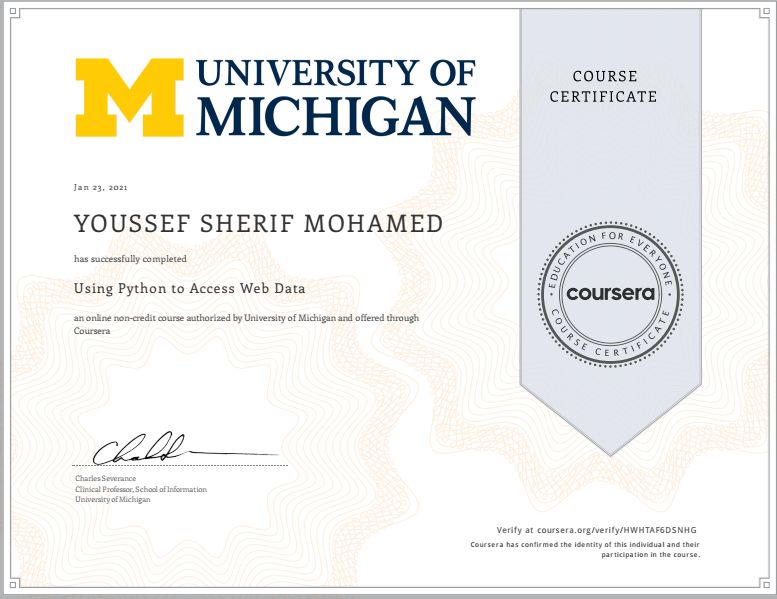 UNIVERSITY OF
MICHIGAN
COURSE
CERTIFICATE
Jan 23, 2021
YOUSSEF SHERIF MOHAMED
has successfully completed
Using Python to Access Web Data
an online non-credit course authorized by University of Michigan and offered through
Coursera
EDUCATION FOR EVERYONE
coursera
COURSE CERTIFICATE
Charles Severance
Clinical Professor, School of Information
University of Michigan
Verify at coursera.org/verify/HWHTAF6DSNHG
Coursera has confirmed the identity of this individual and their
participation in the course.